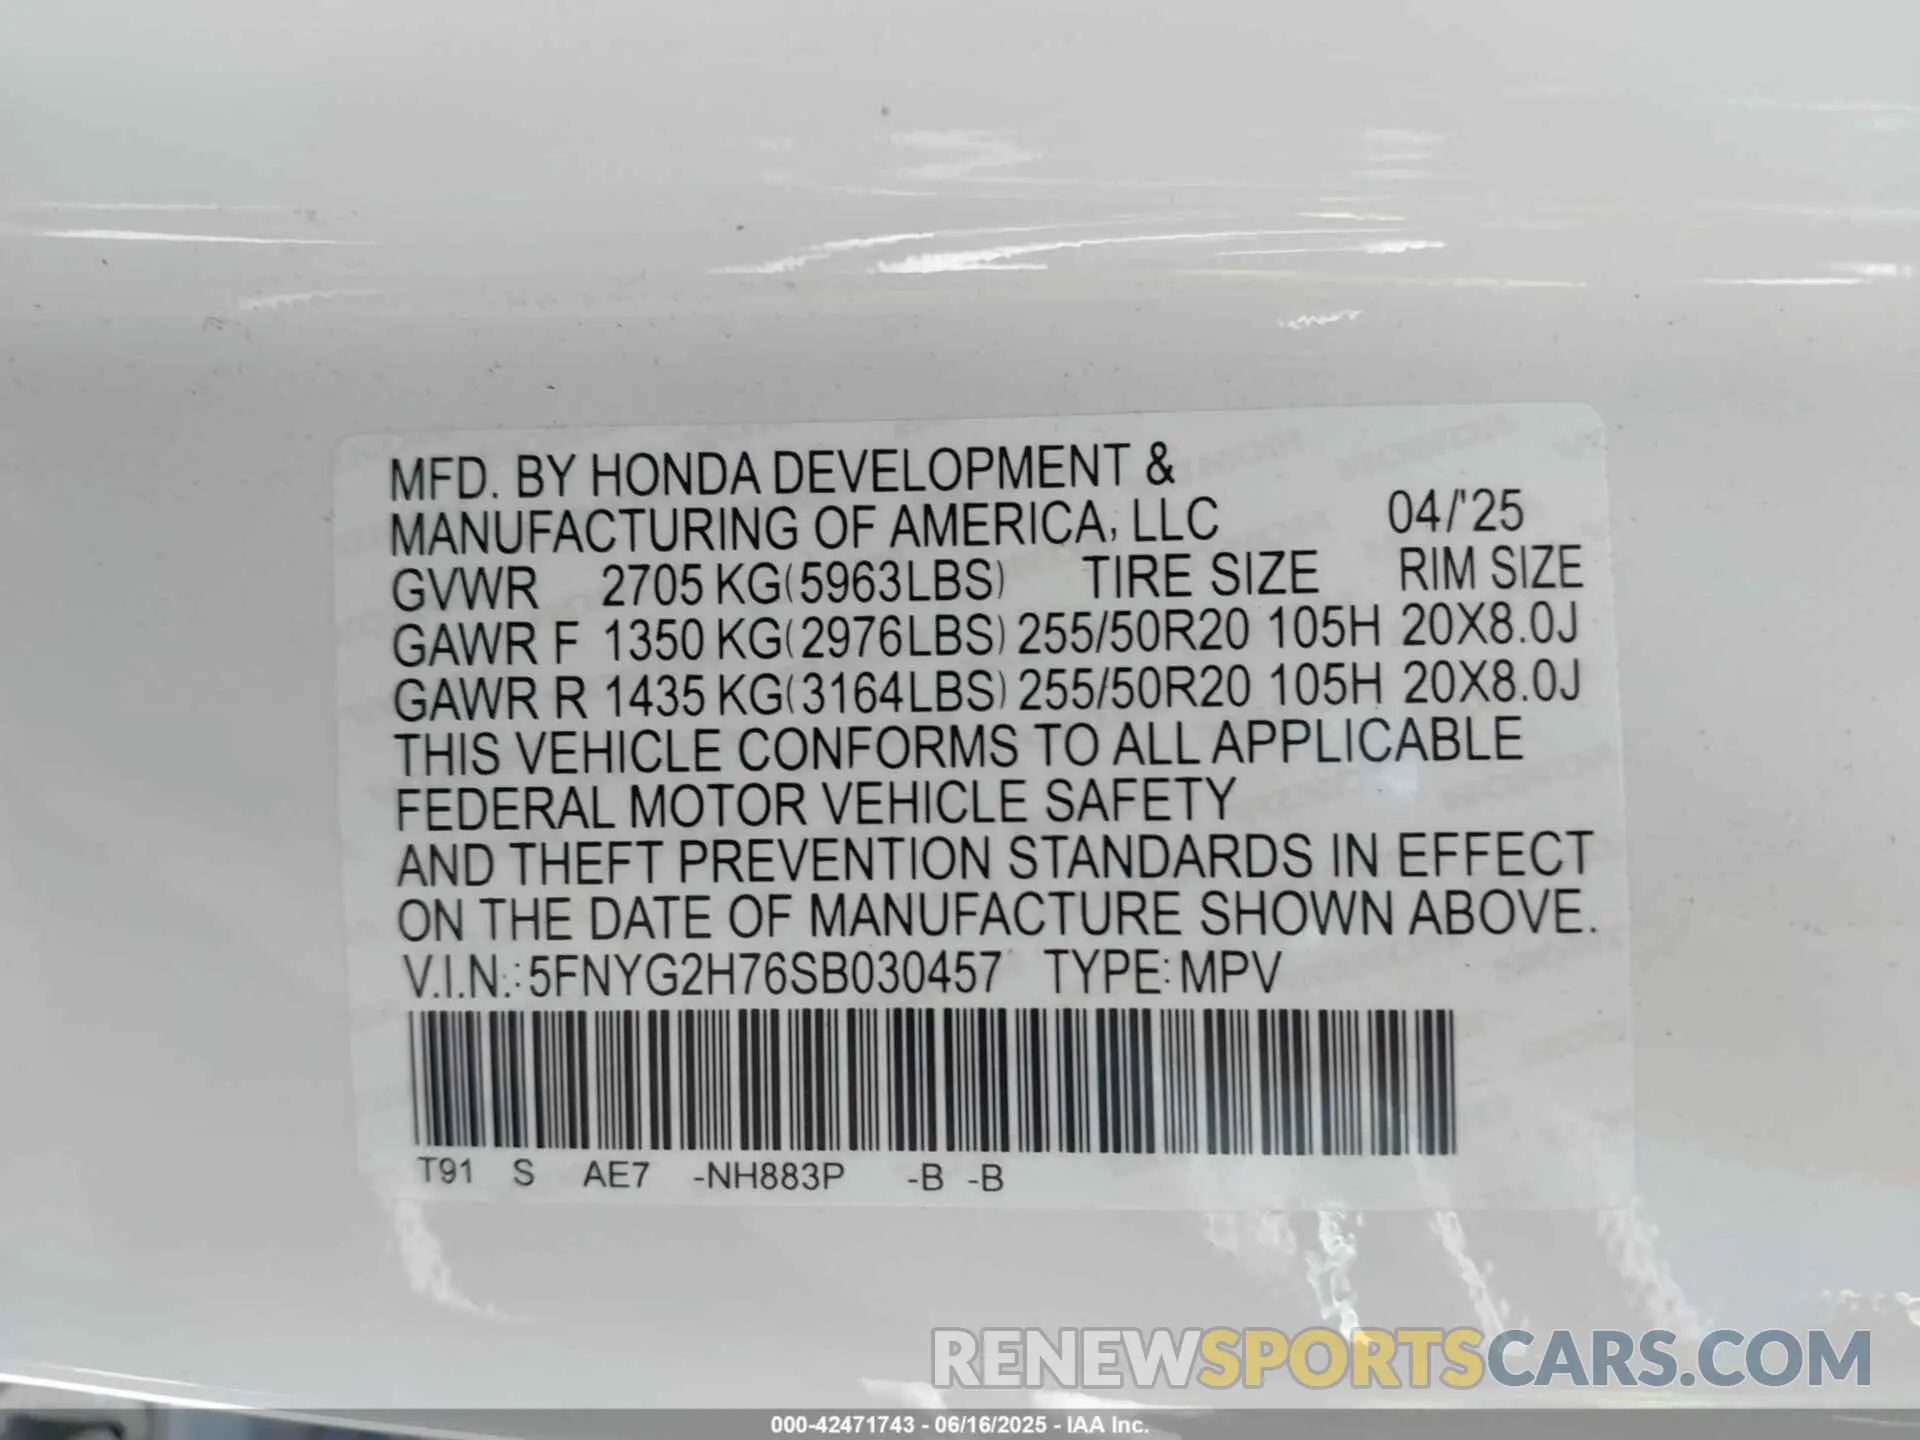 MFD. BY HONDA DEVELOPMENT &
MANUFACTURING OF AMERICA, LLC 04/'25
GVWR 2705 KG(5963LBS) TIRE SIZE RIM SIZE
GAWR F 1350 KG(2976LBS) 255/50R20 105H 20X8.0J
GAWR R 1435 KG(3164LBS) 255/50R20 105H 20X8.0J
THIS VEHICLE CONFORMS TO ALL APPLICABLE
FEDERAL MOTOR VEHICLE SAFETY
AND THEFT PREVENTION STANDARDS IN EFFECT
ON THE DATE OF MANUFACTURE SHOWN ABOVE.
V.I.N.: 5FNYG2H76SB030457 TYPE: MPV
T91 S AE7 -NH883P -B -B
RENEWSPORTSCARS.COM
000-42471743 - 06/16/2025 - IAA Inc.